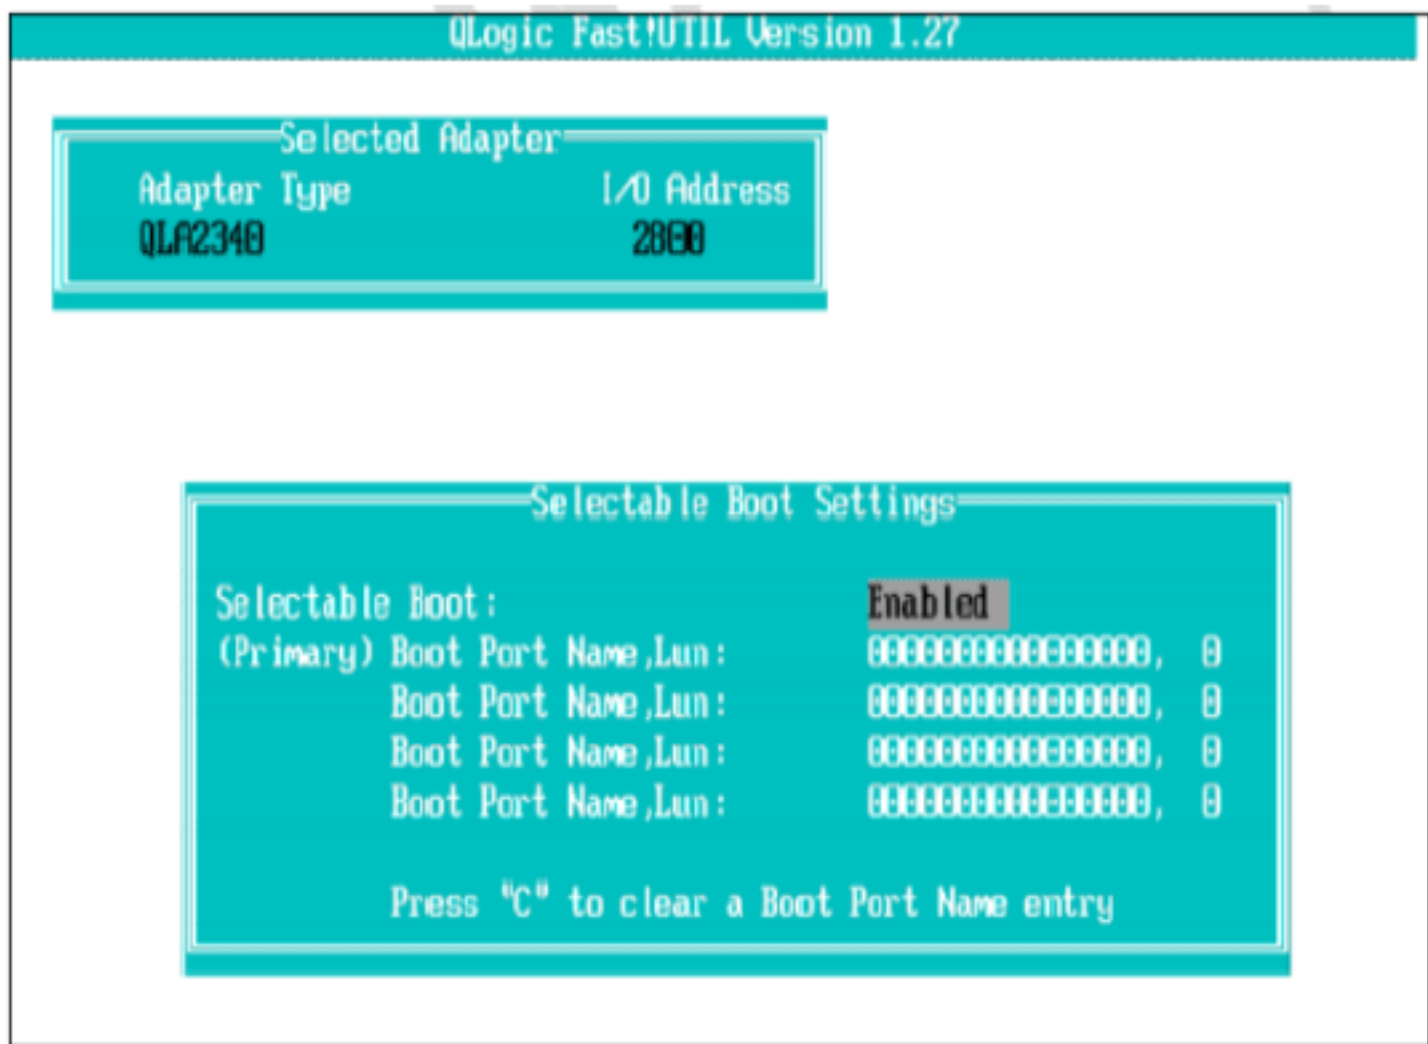 QLogic Fast!UTIL Version 1.27
Selected Adapter
Adapter Type I/O Address
QLA2340 2800
Selectable Boot Settings
Selectable Boot: Enabled
(Primary) Boot Port Name,Lun: 0000000000000000, 0
Boot Port Name,Lun: 0000000000000000, 0
Boot Port Name,Lun: 0000000000000000, 0
Boot Port Name,Lun: 0000000000000000, 0
Press "C" to clear a Boot Port Name entry